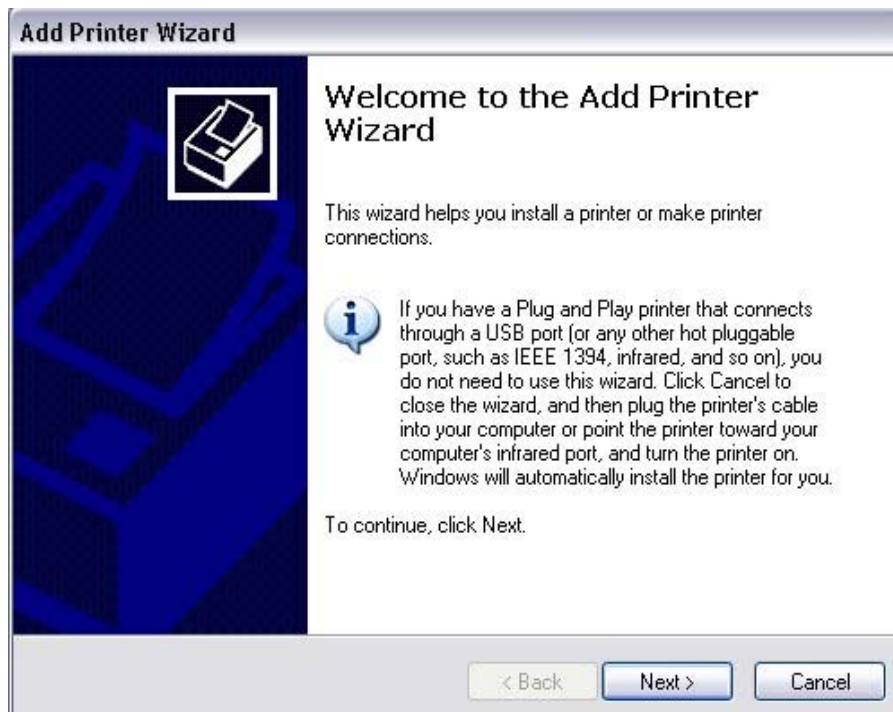 Add Printer Wizard
Welcome to the Add Printer
Wizard
This wizard helps you install a printer or make printer
connections.
If you have a Plug and Play printer that connects
through a USB port (or any other hot pluggable
port, such as IEEE 1394, infrared, and so on), you
do not need to use this wizard. Click Cancel to
close the wizard, and then plug the printer's cable
into your computer or point the printer toward your
computer's infrared port, and turn the printer on.
Windows will automatically install the printer for you.
To continue, click Next.
< Back Next > Cancel